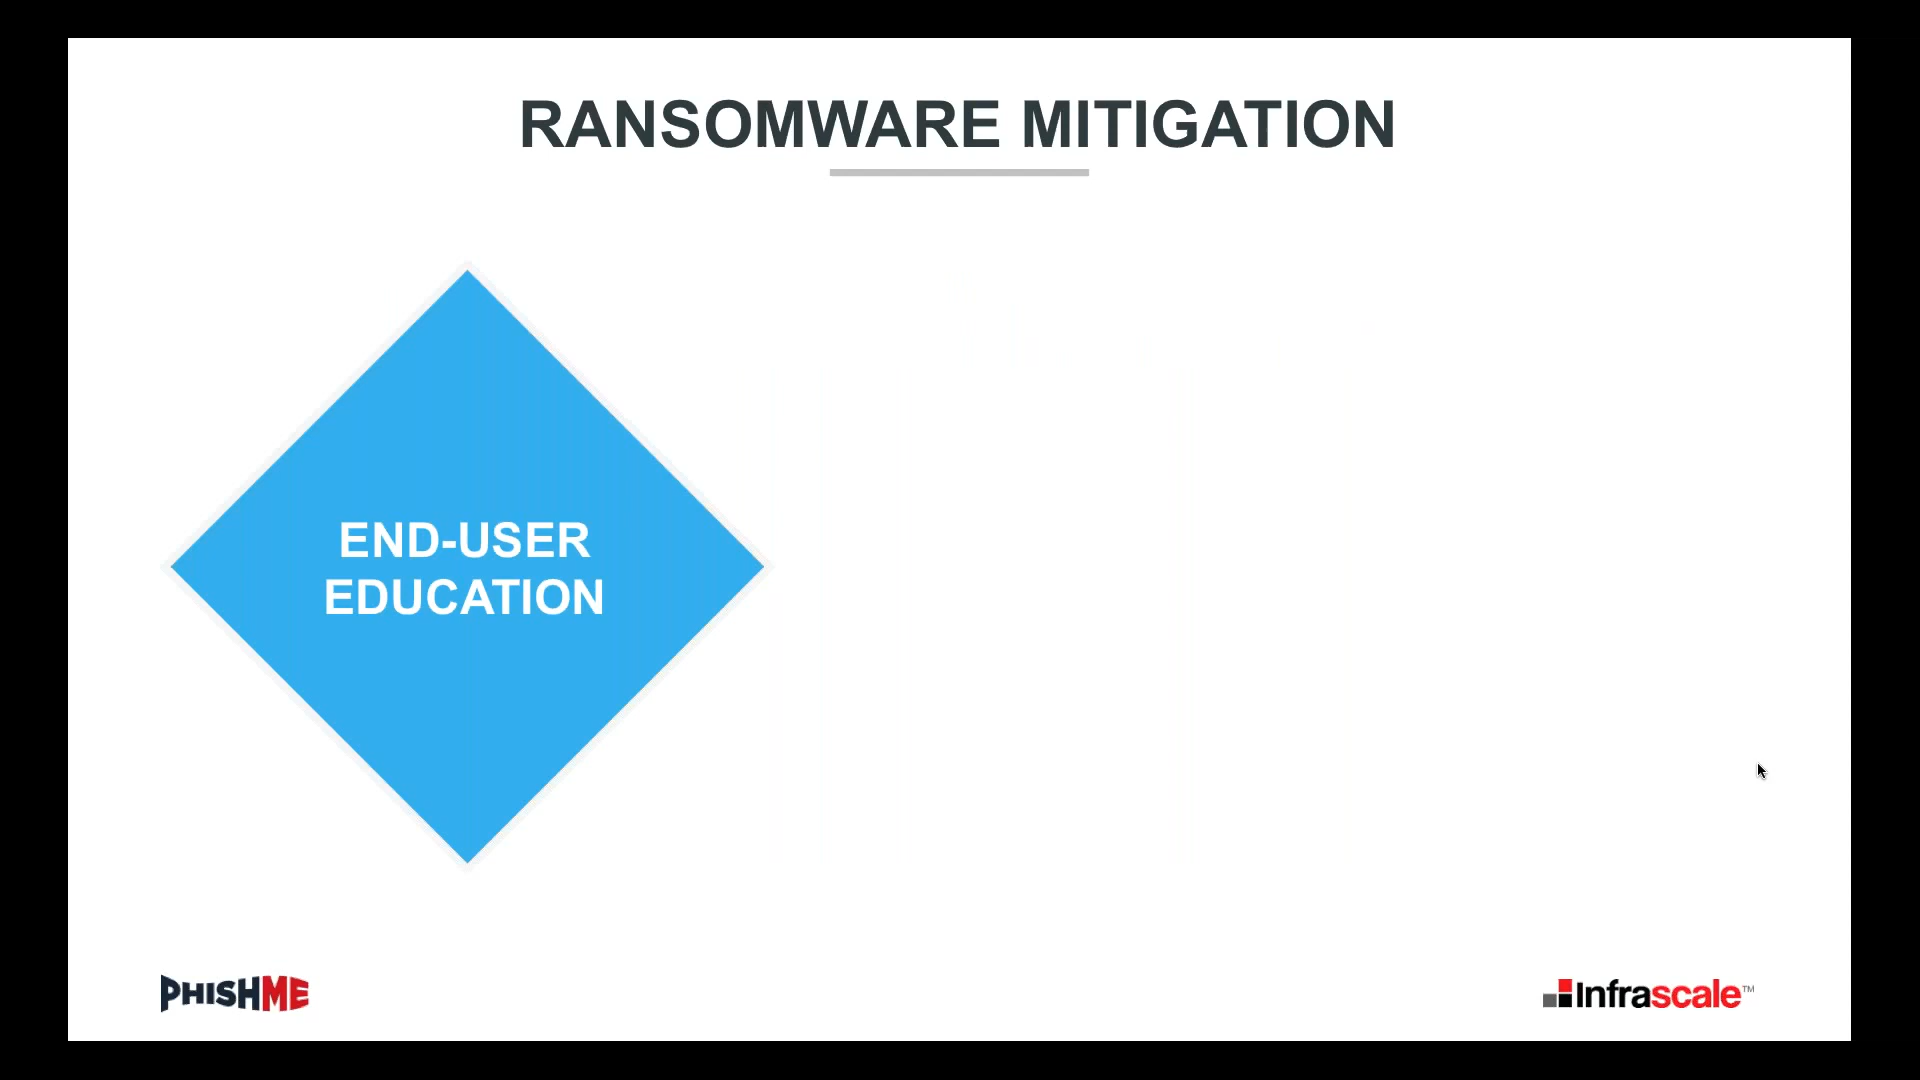 RANSOMWARE MITIGATION
END-USER
EDUCATION
PHISHME
Infrascale™